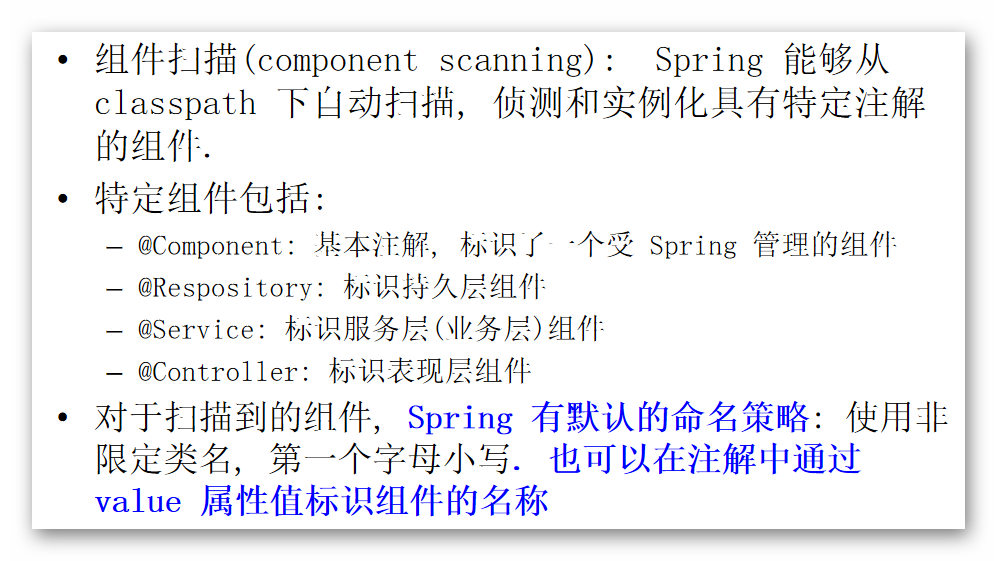 • 组件扫描(component scanning): Spring 能够从
classpath 下自动扫描, 侦测和实例化具有特定注解
的组件.
• 特定组件包括:
– @Component: 基本注解, 标识了一个受 Spring 管理的组件
– @Respository: 标识持久层组件
– @Service: 标识服务层(业务层)组件
– @Controller: 标识表现层组件
• 对于扫描到的组件, Spring 有默认的命名策略: 使用非
限定类名, 第一个字母小写. 也可以在注解中通过
value 属性值标识组件的名称